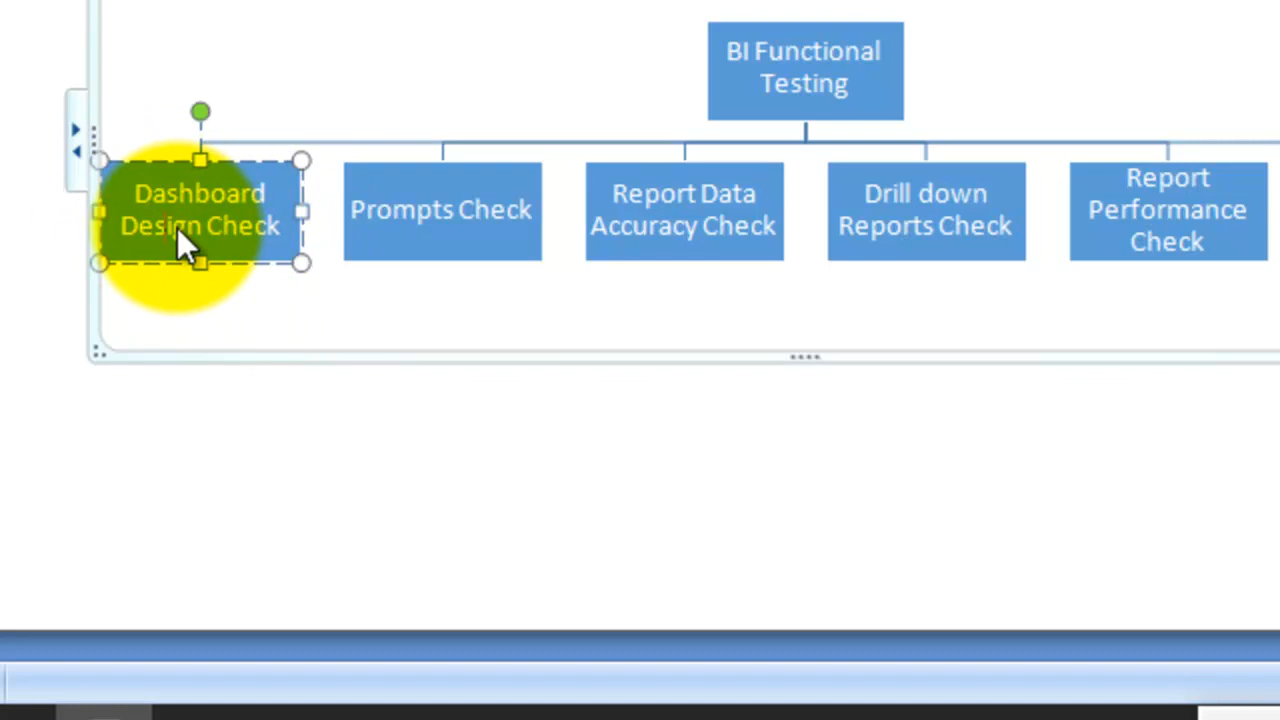 BI Functional
Testing
Dashboard
Design Check
Prompts Check
Report Data
Accuracy Check
Drill down
Reports Check
Report
Performance
Check